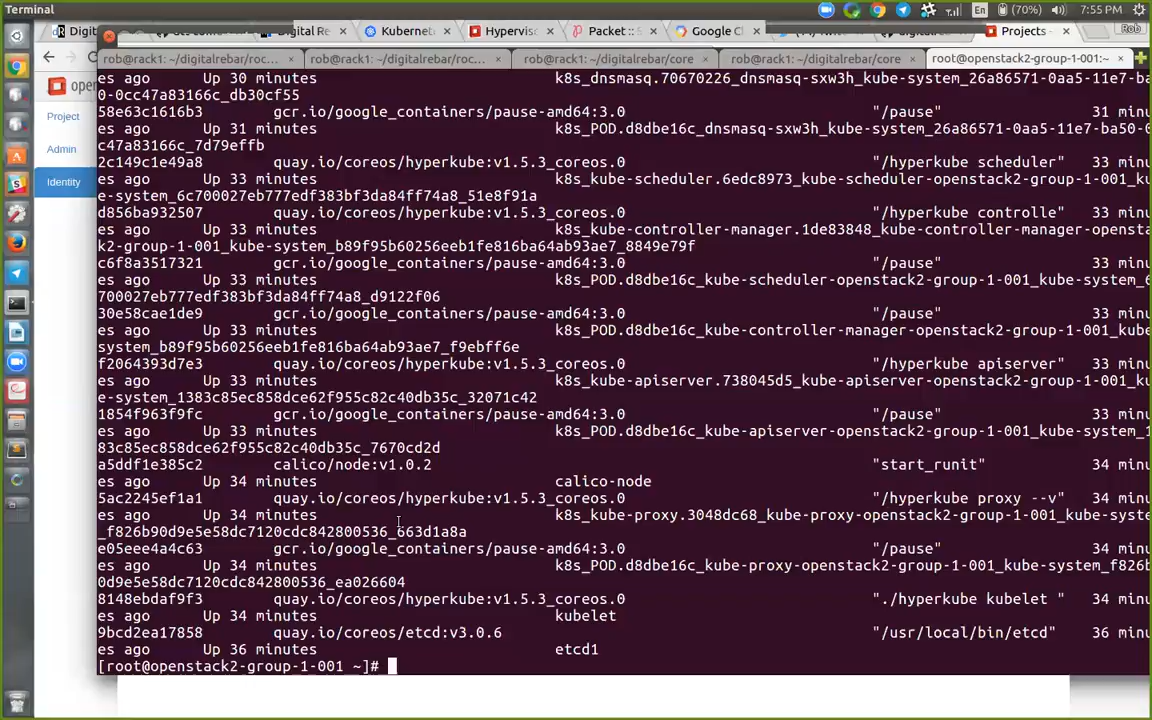 Terminal
En
(70%)
7:55 PM
Digit
Digital Re
Kubernet
Hypervis
Packet ::
Google C
Projects -
Rob
rob@rack1: ~/digitalrebar/roc...
rob@rack1: ~/digitalrebar/roc...
rob@rack1: ~/digitalrebar/core
rob@rack1: ~/digitalrebar/core
root@openstack2-group-1-001:~
open
Project
Admin
Identity
es ago Up 30 minutes k8s_dnsmasq.70670226_dnsmasq-sxw3h_kube-system_26a86571-0aa5-11e7-ba
0-0cc47a83166c_db30cf55
58e63c1616b3 gcr.io/google_containers/pause-amd64:3.0 "/pause" 31 minu
es ago Up 31 minutes k8s_POD.d8dbe16c_dnsmasq-sxw3h_kube-system_26a86571-0aa5-11e7-ba50-0
c47a83166c_7d79effb
2c149c1e49a8 quay.io/coreos/hyperkube:v1.5.3_coreos.0 "/hyperkube scheduler" 33 minu
es ago Up 33 minutes k8s_kube-scheduler.6edc8973_kube-scheduler-openstack2-group-1-001_ku
e-system_6c700027eb777edf383bf3da84ff74a8_51e8f91a
d856ba932507 quay.io/coreos/hyperkube:v1.5.3_coreos.0 "/hyperkube controlle" 33 minu
es ago Up 33 minutes k8s_kube-controller-manager.1de83848_kube-controller-manager-opensta
k2-group-1-001_kube-system_b89f95b60256eeb1fe816ba64ab93ae7_8849e79f
c6f8a3517321 gcr.io/google_containers/pause-amd64:3.0 "/pause" 33 minu
es ago Up 33 minutes k8s_POD.d8dbe16c_kube-scheduler-openstack2-group-1-001_kube-system_6
700027eb777edf383bf3da84ff74a8_d9122f06
30e58cae1de9 gcr.io/google_containers/pause-amd64:3.0 "/pause" 33 minu
es ago Up 33 minutes k8s_POD.d8dbe16c_kube-controller-manager-openstack2-group-1-001_kube
system_b89f95b60256eeb1fe816ba64ab93ae7_f9ebff6e
f2064393d7e3 quay.io/coreos/hyperkube:v1.5.3_coreos.0 "/hyperkube apiserver" 33 minu
es ago Up 33 minutes k8s_kube-apiserver.738045d5_kube-apiserver-openstack2-group-1-001_ku
e-system_1383c85ec858dce62f955c82c40db35c_32071c42
1854f963f9fc gcr.io/google_containers/pause-amd64:3.0 "/pause" 33 minu
es ago Up 33 minutes k8s_POD.d8dbe16c_kube-apiserver-openstack2-group-1-001_kube-system_1
83c85ec858dce62f955c82c40db35c_7670cd2d
a5ddf1e385c2 calico/node:v1.0.2 "start_runit" 34 minu
es ago Up 34 minutes calico-node
5ac2245ef1a1 quay.io/coreos/hyperkube:v1.5.3_coreos.0 "/hyperkube proxy --v" 34 minu
es ago Up 34 minutes k8s_kube-proxy.3048dc68_kube-proxy-openstack2-group-1-001_kube-syste
_f826b90d9e5e58dc7120cdc842800536_663d1a8a
e05eee4a4c63 gcr.io/google_containers/pause-amd64:3.0 "/pause" 34 minu
es ago Up 34 minutes k8s_POD.d8dbe16c_kube-proxy-openstack2-group-1-001_kube-system_f826b
0d9e5e58dc7120cdc842800536_ea026604
8148ebdaf9f3 quay.io/coreos/hyperkube:v1.5.3_coreos.0 "./hyperkube kubelet " 34 minu
es ago Up 34 minutes kubelet
9bcd2ea17858 quay.io/coreos/etcd:v3.0.6 "/usr/local/bin/etcd" 36 minu
es ago Up 36 minutes etcd1
[root@openstack2-group-1-001 ~]#